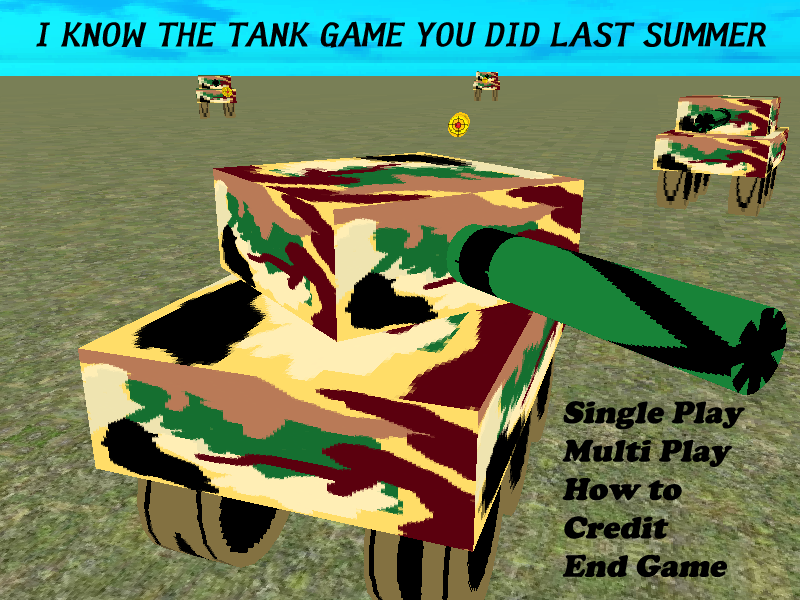 I KNOW THE TANK GAME YOU DID LAST SUMMER
Single Play
Multi Play
How to
Credit
End Game